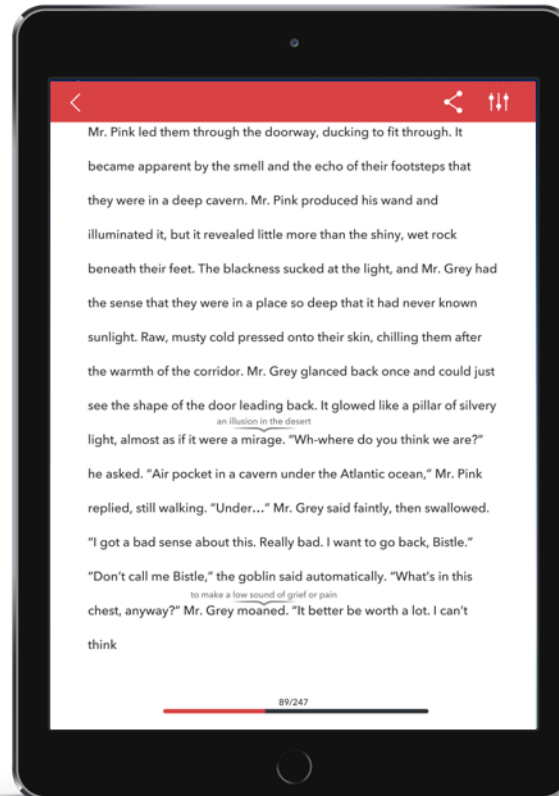 Mr. Pink led them through the doorway, ducking to fit through. It
became apparent by the smell and the echo of their footsteps that
they were in a deep cavern. Mr. Pink produced his wand and
illuminated it, but it revealed little more than the shiny, wet rock
beneath their feet. The blackness sucked at the light, and Mr. Grey had
the sense that they were in a place so deep that it had never known
sunlight. Raw, musty cold pressed onto their skin, chilling them after
the warmth of the corridor. Mr. Grey glanced back once and could just
see the shape of the door leading back. It glowed like a pillar of silvery
an illusion in the desert
light, almost as if it were a mirage. “Wh-where do you think we are?”
he asked. “Air pocket in a cavern under the Atlantic ocean,” Mr. Pink
replied, still walking. “Under…” Mr. Grey said faintly, then swallowed.
“I got a bad sense about this. Really bad. I want to go back, Bistle.”
“Don’t call me Bistle,” the goblin said automatically. “What’s in this
to make a low sound of grief or pain
chest, anyway?” Mr. Grey moaned. “It better be worth a lot. I can’t
think
89/247